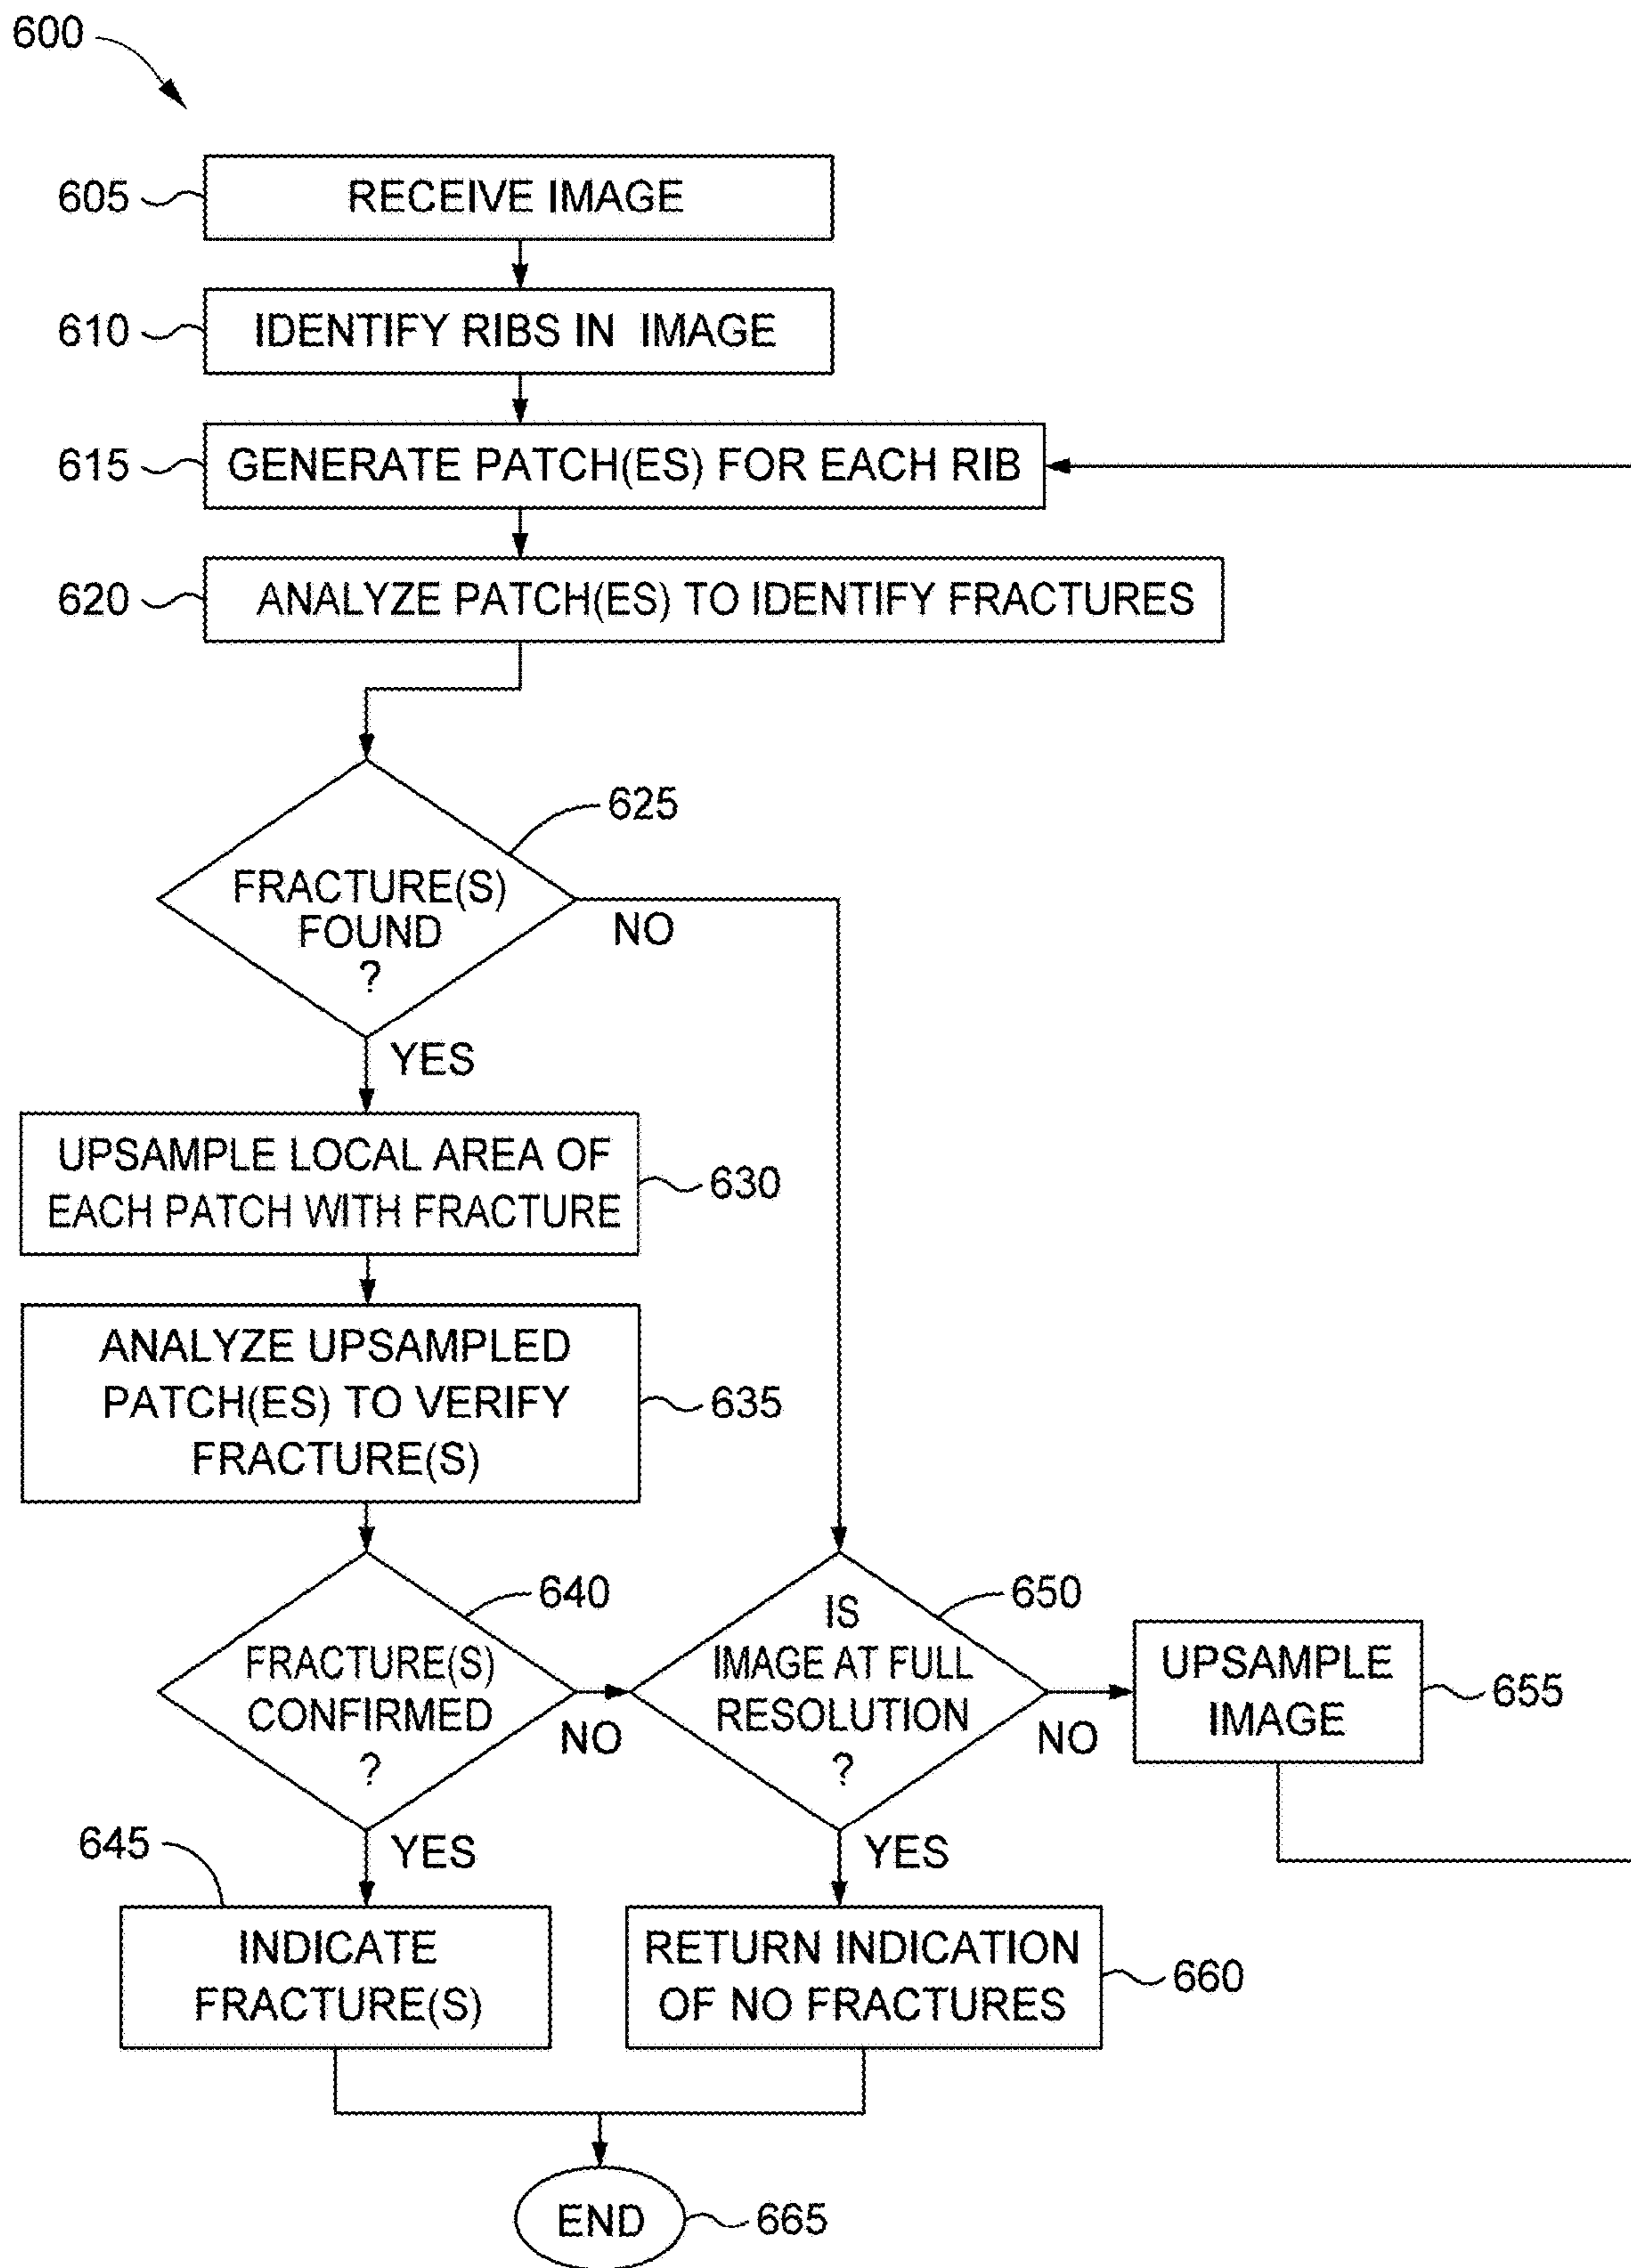 600
605
RECEIVE IMAGE
610
IDENTIFY RIBS IN IMAGE
615
GENERATE PATCH(ES) FOR EACH RIB
620
ANALYZE PATCH(ES) TO IDENTIFY FRACTURES
625
FRACTURE(S)
FOUND
?
NO
YES
UPSAMPLE LOCAL AREA OF
EACH PATCH WITH FRACTURE
630
ANALYZE UPSAMPLED
PATCH(ES) TO VERIFY
FRACTURE(S)
635
640
FRACTURE(S)
CONFIRMED
?
NO
YES
650
IS
IMAGE AT FULL
RESOLUTION
?
NO
YES
UPSAMPLE
IMAGE
655
645
INDICATE
FRACTURE(S)
RETURN INDICATION
OF NO FRACTURES
660
END
665